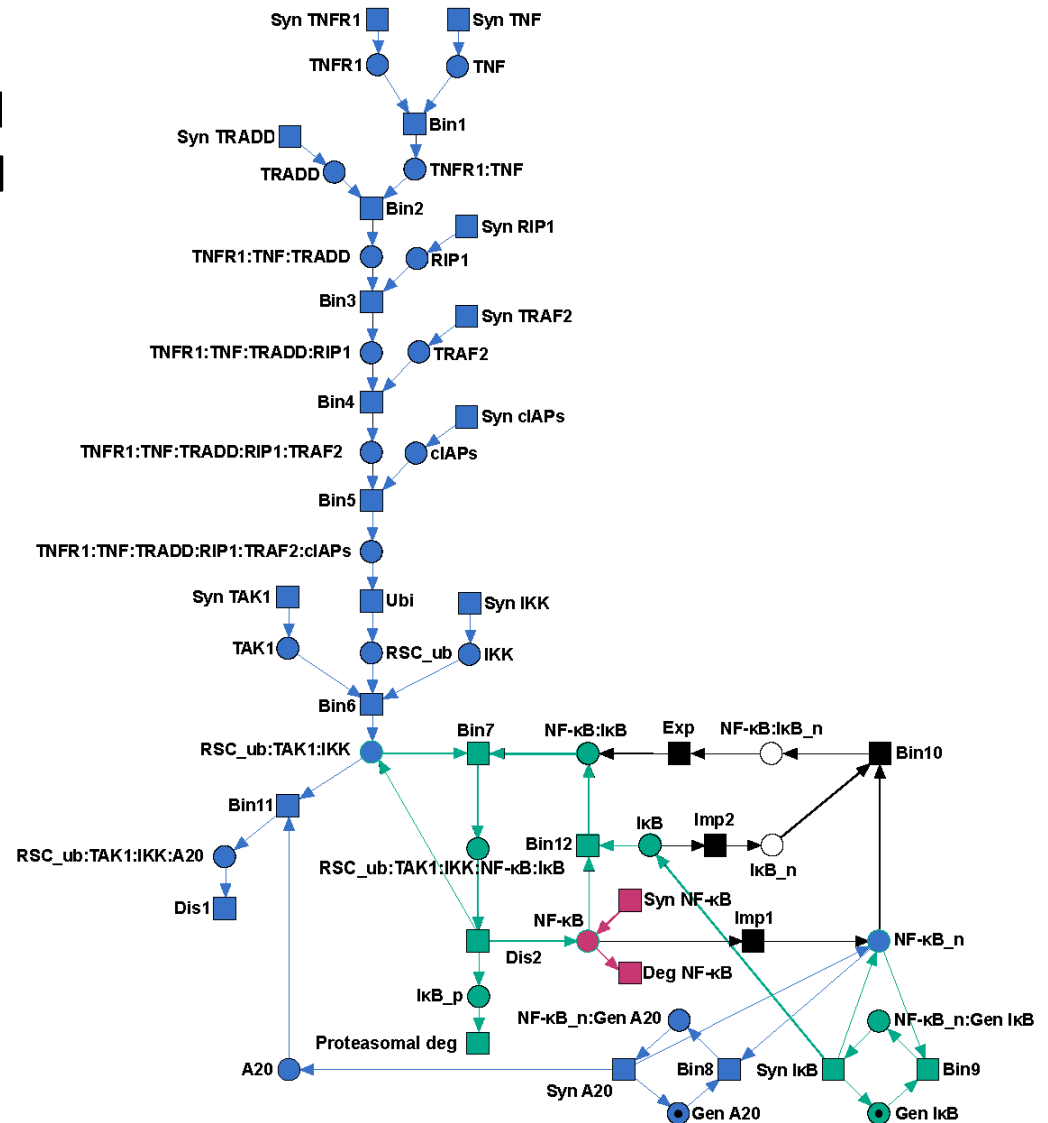 Syn TNFR1
Syn TNF
TNFR1
TNF
Bin1
Syn TRADD
TRADD
TNFR1:TNF
Bin2
Syn RIP1
TNFR1:TNF:TRADD
RIP1
Bin3
Syn TRAF2
TNFR1:TNF:TRADD:RIP1
TRAF2
Bin4
Syn cIAPs
TNFR1:TNF:TRADD:RIP1:TRAF2
cIAPs
Bin5
TNFR1:TNF:TRADD:RIP1:TRAF2:cIAPs
Syn TAK1
Ubi
Syn IKK
TAK1
RSC_ub
IKK
Bin6
RSC_ub:TAK1:IKK
Bin7
NF-κB:IκB
Exp
NF-κB:IκB_n
Bin10
Bin11
Bin12
IκB
Imp2
RSC_ub:TAK1:IKK:A20
RSC_ub:TAK1:IKK:NF-κB:IκB
IκB_n
Dis1
NF-κB
Syn NF-κB
Imp1
NF-κB_n
Dis2
Deg NF-κB
IκB_p
NF-κB_n:Gen A20
NF-κB_n:Gen IκB
Proteasomal deg
A20
Syn A20
Bin8
Syn IκB
Bin9
Gen A20
Gen IκB